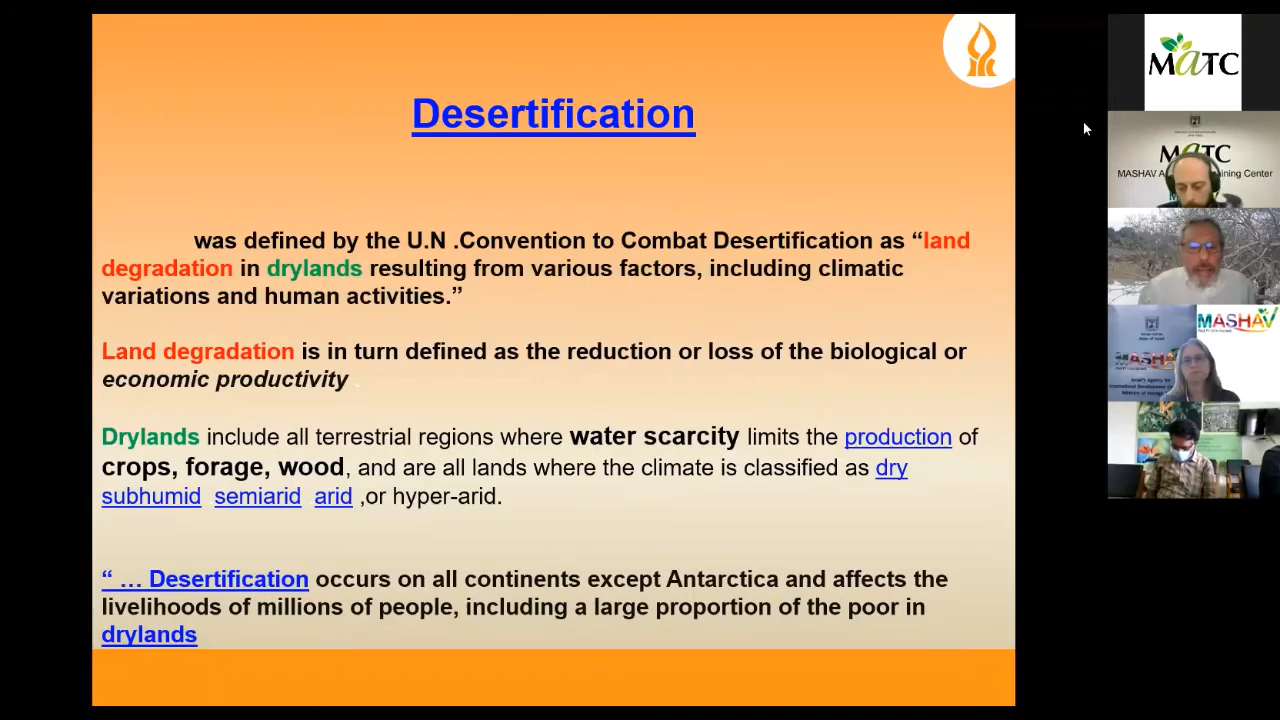 Desertification
was defined by the U.N .Convention to Combat Desertification as “land
degradation in drylands resulting from various factors, including climatic
variations and human activities.”
Land degradation is in turn defined as the reduction or loss of the biological or
economic productivity .
Drylands include all terrestrial regions where water scarcity limits the production of
crops, forage, wood, and are all lands where the climate is classified as dry
subhumid semiarid arid ,or hyper-arid.
“ … Desertification occurs on all continents except Antarctica and affects the
livelihoods of millions of people, including a large proportion of the poor in
drylands
MaTC
MaTC
MASHAV
MASHAV